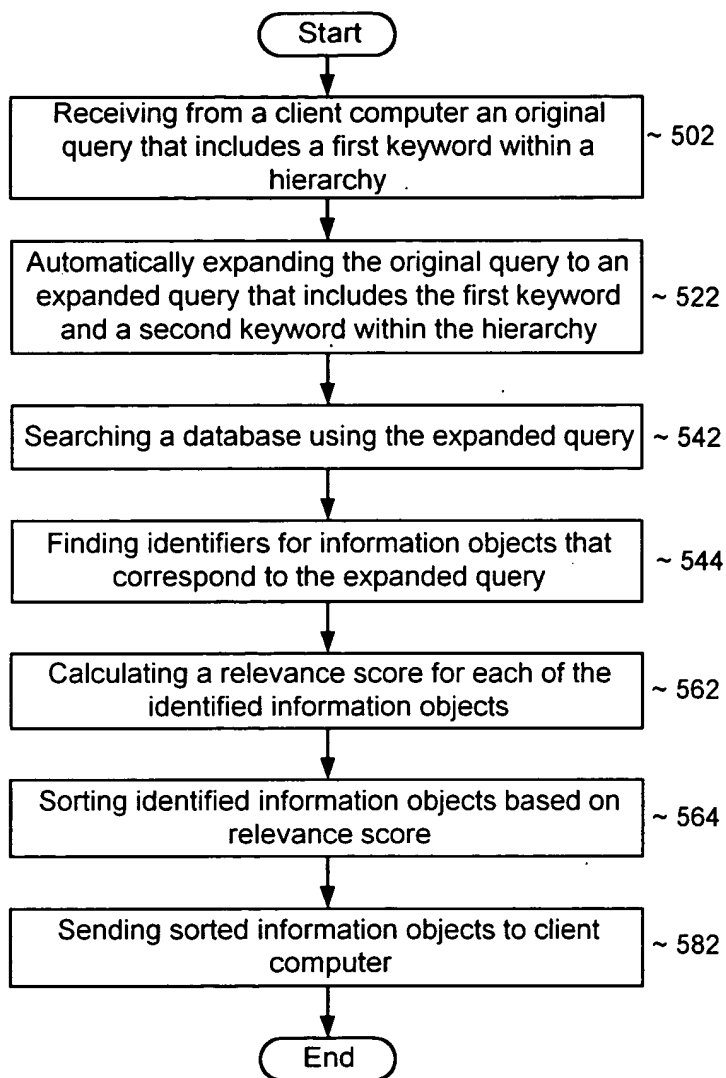 Start
Receiving from a client computer an original
query that includes a first keyword within a
hierarchy
~ 502
Automatically expanding the original query to an
expanded query that includes the first keyword
and a second keyword within the hierarchy
~ 522
Searching a database using the expanded query
~ 542
Finding identifiers for information objects that
correspond to the expanded query
~ 544
Calculating a relevance score for each of the
identified information objects
~ 562
Sorting identified information objects based on
relevance score
~ 564
Sending sorted information objects to client
computer
~ 582
End